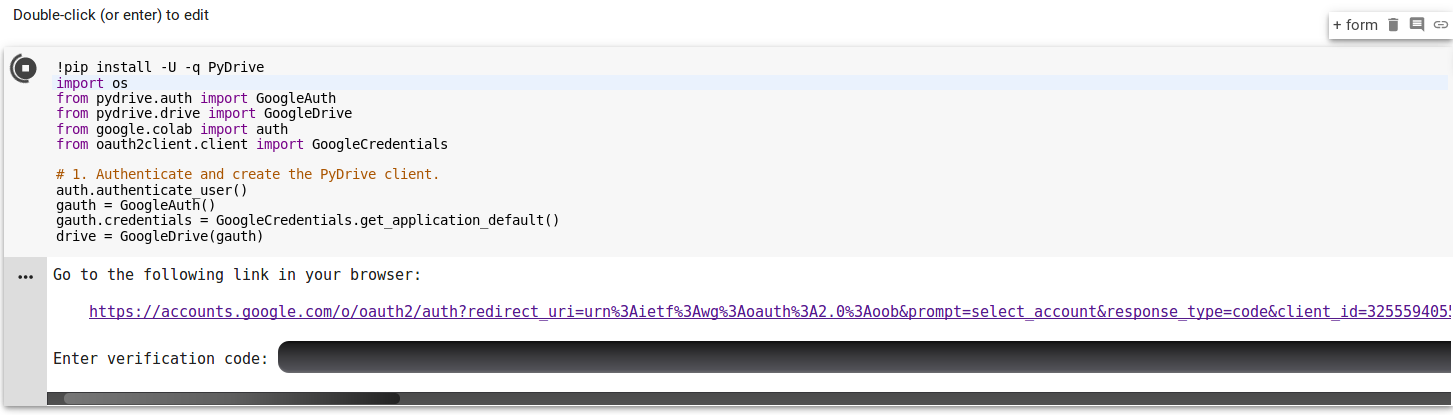 Double-click (or enter) to edit
+ form
!pip install -U -q PyDrive
import os
from pydrive.auth import GoogleAuth
from pydrive.drive import GoogleDrive
from google.colab import auth
from oauth2client.client import GoogleCredentials
# 1. Authenticate and create the PyDrive client.
auth.authenticate_user()
gauth = GoogleAuth()
gauth.credentials = GoogleCredentials.get_application_default()
drive = GoogleDrive(gauth)
Go to the following link in your browser:
https://accounts.google.com/o/oauth2/auth?redirect_uri=urn%3Aietf%3Awg%3Aoauth%3A2.0%3Aoob&prompt=select_account&response_type=code&client_id=3255594055
Enter verification code: